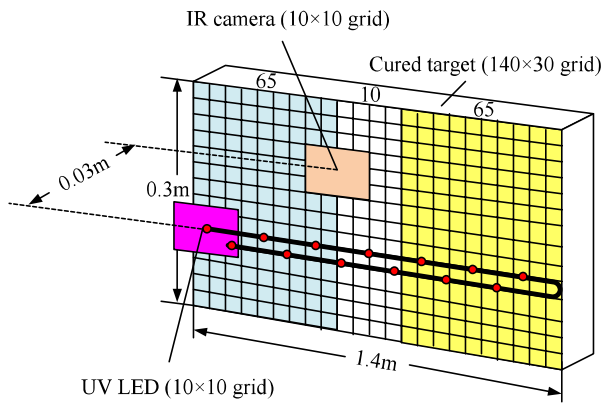 IR camera (10×10 grid)
Cured target (140×30 grid)
65
10
65
0.03m
0.3m
1.4m
UV LED (10×10 grid)